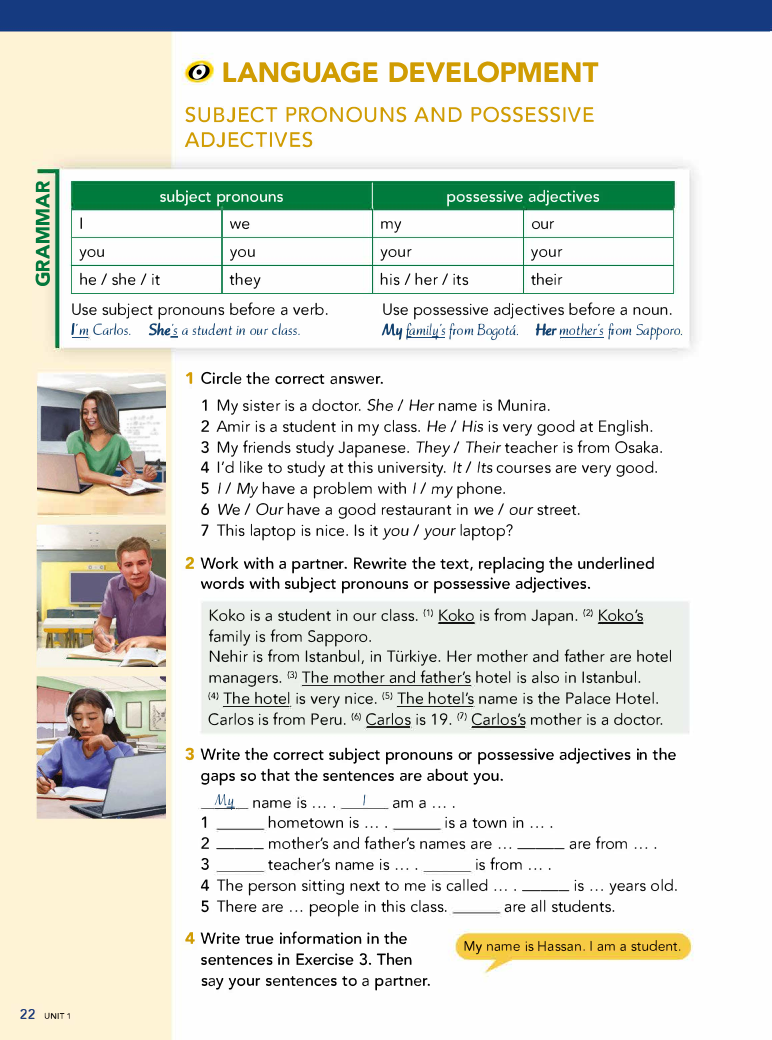 LANGUAGE DEVELOPMENT
SUBJECT PRONOUNS AND POSSESSIVE
ADJECTIVES
GRAMMAR
subject pronouns possessive adjectives
I we my our
you you your your
he / she / it they his / her / its their
Use subject pronouns before a verb. Use possessive adjectives before a noun.
I'm Carlos. She's a student in our class. My family's from Bogotá. Her mother's from Sapporo.
1 Circle the correct answer.
1 My sister is a doctor. She / Her name is Munira.
2 Amir is a student in my class. He / His is very good at English.
3 My friends study Japanese. They / Their teacher is from Osaka.
4 I'd like to study at this university. It / Its courses are very good.
5 I / My have a problem with I / my phone.
6 We / Our have a good restaurant in we / our street.
7 This laptop is nice. Is it you / your laptop?
2 Work with a partner. Rewrite the text, replacing the underlined
words with subject pronouns or possessive adjectives.
Koko is a student in our class. (1) Koko is from Japan. (2) Koko's
family is from Sapporo.
Nehir is from Istanbul, in Türkiye. Her mother and father are hotel
managers. (3) The mother and father's hotel is also in Istanbul.
(4) The hotel is very nice. (5) The hotel's name is the Palace Hotel.
Carlos is from Peru. (6) Carlos is 19. (7) Carlos's mother is a doctor.
3 Write the correct subject pronouns or possessive adjectives in the
gaps so that the sentences are about you.
My name is … . I am a … .
1 ______ hometown is … . ______ is a town in … .
2 ______ mother's and father's names are … ______ are from … .
3 ______ teacher's name is … . ______ is from … .
4 The person sitting next to me is called … . ______ is … years old.
5 There are … people in this class. ______ are all students.
4 Write true information in the
sentences in Exercise 3. Then
say your sentences to a partner.
My name is Hassan. I am a student.
22 UNIT 1